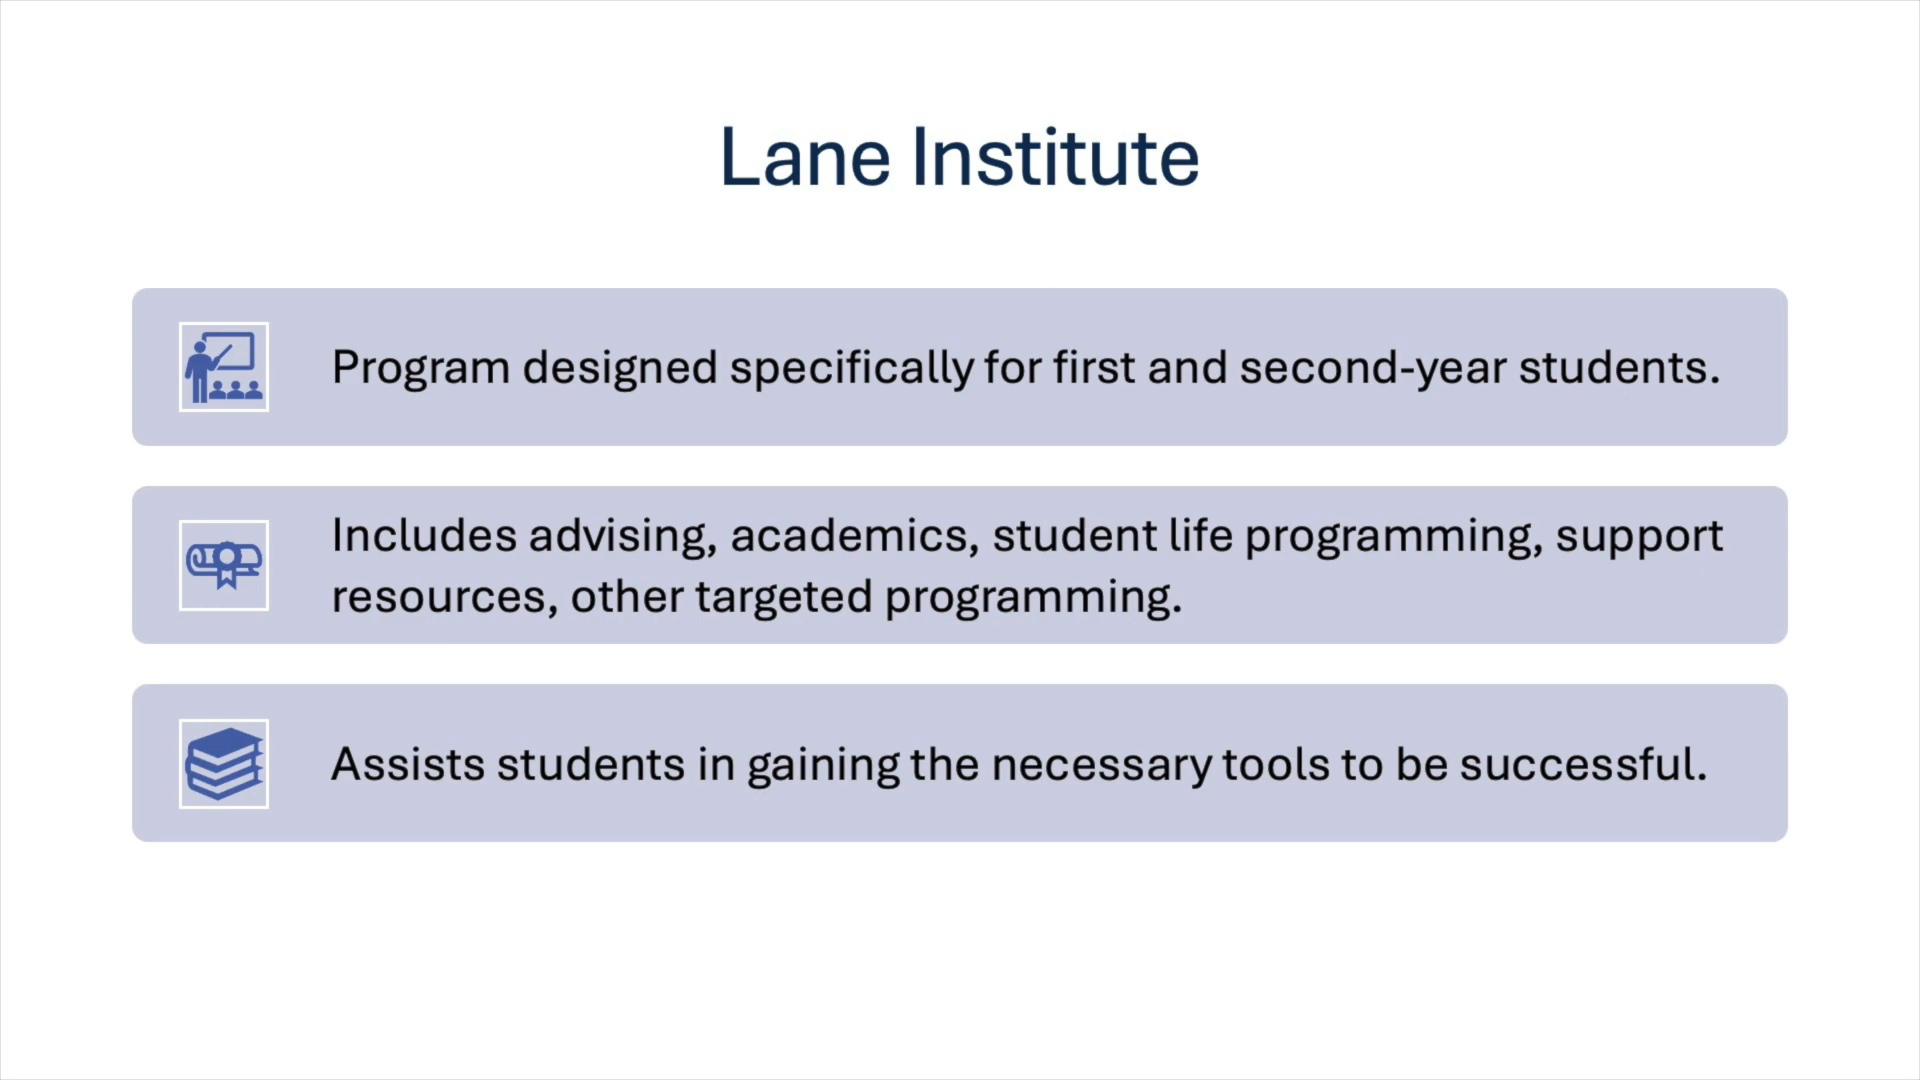 Lane Institute
Program designed specifically for first and second-year students.
Includes advising, academics, student life programming, support
resources, other targeted programming.
Assists students in gaining the necessary tools to be successful.